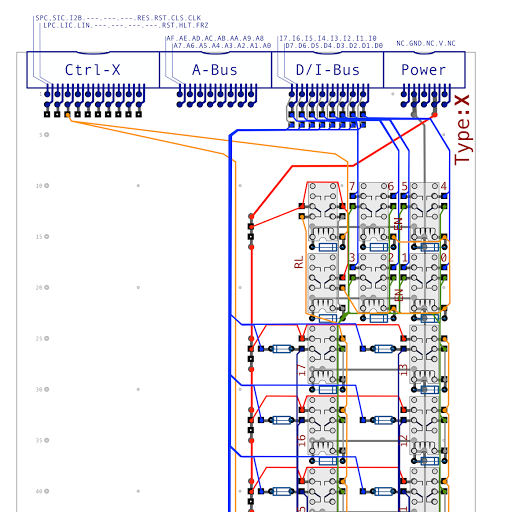 SPC.SIC.I2B.---.---.---.RES.RST.CLS.CLK
LPC.LIC.LIN.---.---.---.---.RST.HLT.FRZ
AF.AE.AD.AC.AB.AA.A9.A8
A7.A6.A5.A4.A3.A2.A1.A0
I7.I6.I5.I4.I3.I2.I1.I0
D7.D6.D5.D4.D3.D2.D1.D0
NC.GND.NC.V.NC
Ctrl-X
A-Bus
D/I-Bus
Power
Type:X
5
10
7
6
5
4
EN
15
RL
3
2
1
0
EN
20
25
17
13
30
16
12
35
40